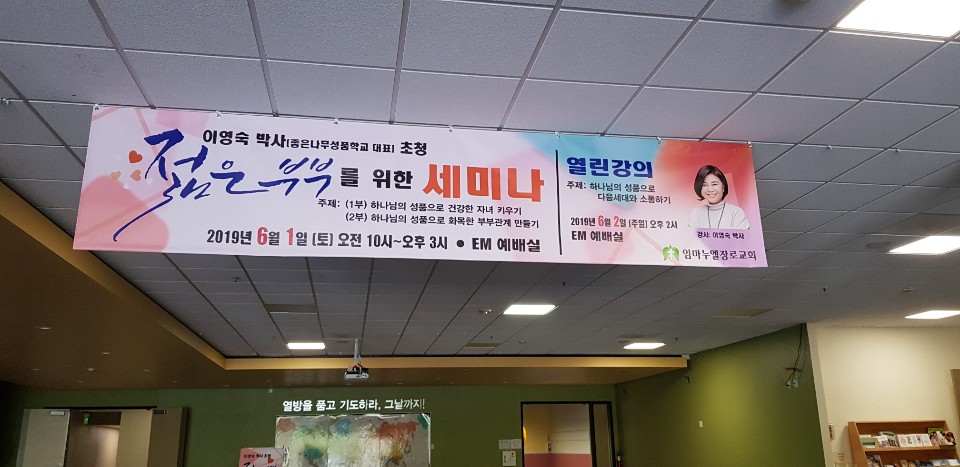 이영숙 박사(좋은나무성품학교 대표) 초청
젊은 부부를 위한 세미나
주제: (1부) 하나님의 성품으로 건강한 자녀 키우기
(2부) 하나님의 성품으로 화목한 부부관계 만들기
2019년 6월 1일 (토) 오전 10시~오후 3시 ● EM 예배실
열린강의
주제: 하나님의 성품으로
다음세대와 소통하기
2019년 6월 2일 (주일) 오후 2시
EM 예배실
강사: 이영숙 박사
임마누엘장로교회
열방을 품고 기도하라, 그날까지!
이영숙 박사 초청